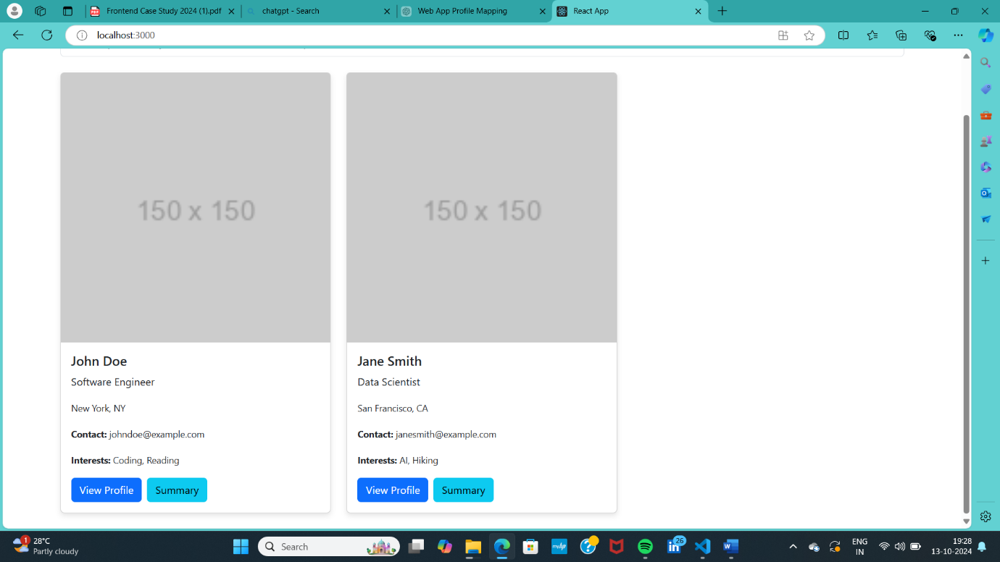 Frontend Case Study 2024 (1).pdf
chatgpt - Search
Web App Profile Mapping
React App
localhost:3000
150 x 150
150 x 150
John Doe
Software Engineer
New York, NY
Contact: johndoe@example.com
Interests: Coding, Reading
View Profile
Summary
Jane Smith
Data Scientist
San Francisco, CA
Contact: janesmith@example.com
Interests: AI, Hiking
View Profile
Summary
1
28°C
Partly cloudy
Search
myhp
26
ENG
IN
19:28
13-10-2024